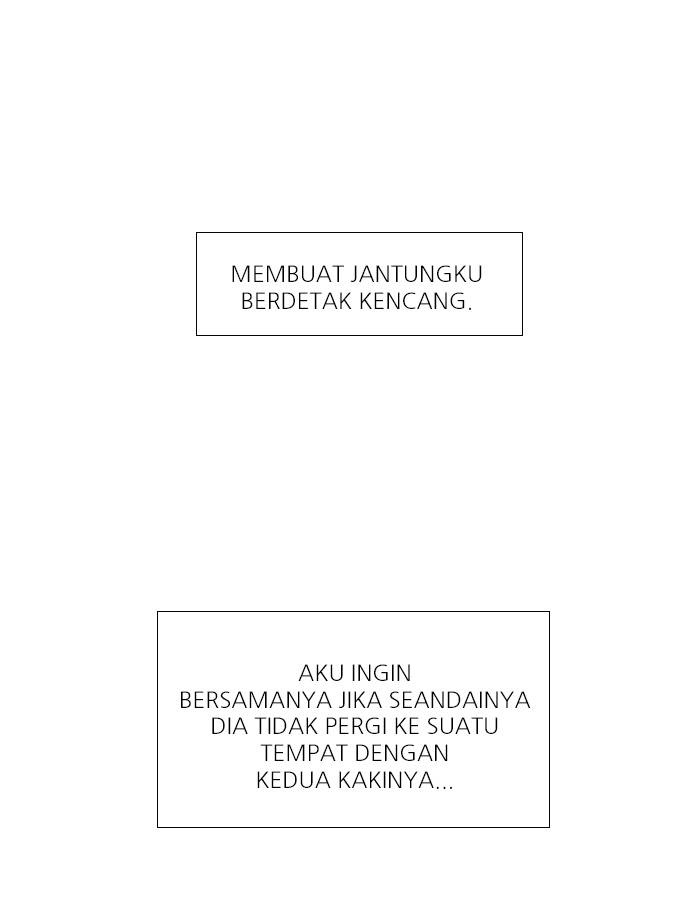 MEMBUAT JANTUNGKU
BERDETAK KENCANG.
AKU INGIN
BERSAMANYA JIKA SEANDAINYA
DIA TIDAK PERGI KE SUATU
TEMPAT DENGAN
KEDUA KAKINYA...